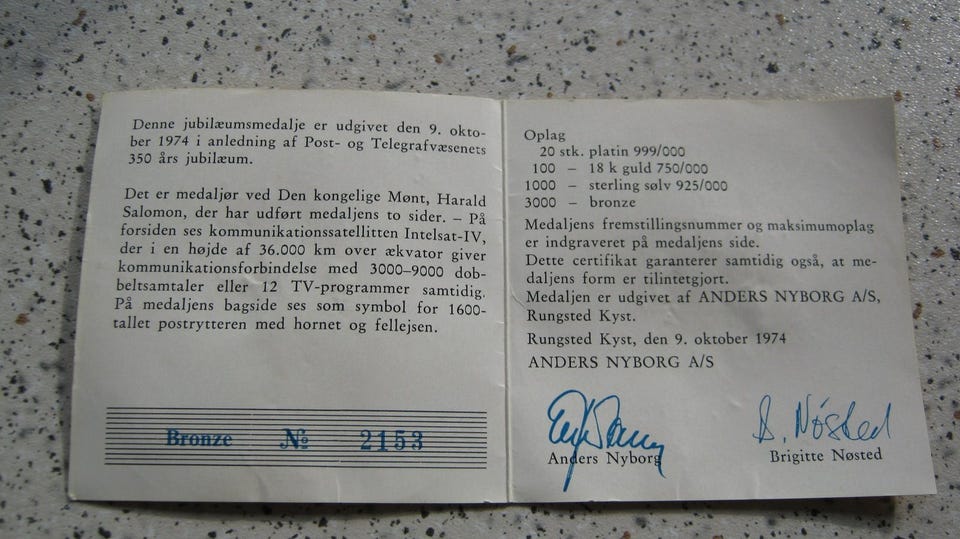 Denne jubilæumsmedalje er udgivet den 9. okto-
ber 1974 i anledning af Post- og Telegrafvæsenets
350 års jubilæum.
Det er medaljør ved Den kongelige Mønt, Harald
Salomon, der har udført medaljens to sider. – På
forsiden ses kommunikationssatellitten Intelsat-IV,
der i en højde af 36.000 km over ækvator giver
kommunikationsforbindelse med 3000–9000 dob-
beltsamtaler eller 12 TV-programmer samtidig.
På medaljens bagside ses som symbol for 1600-
tallet postrytteren med hornet og fellejsen.
Bronze № 2153
Oplag
20 stk. platin 999/000
100 – 18 k guld 750/000
1000 – sterling sølv 925/000
3000 – bronze
Medaljens fremstillingsnummer og maksimumoplag
er indgraveret på medaljens side.
Dette certifikat garanterer samtidig også, at me-
daljens form er tilintetgjort.
Medaljen er udgivet af ANDERS NYBORG A/S,
Rungsted Kyst.
Rungsted Kyst, den 9. oktober 1974
ANDERS NYBORG A/S
B. Nøsted
Anders Nyborg
Brigitte Nøsted